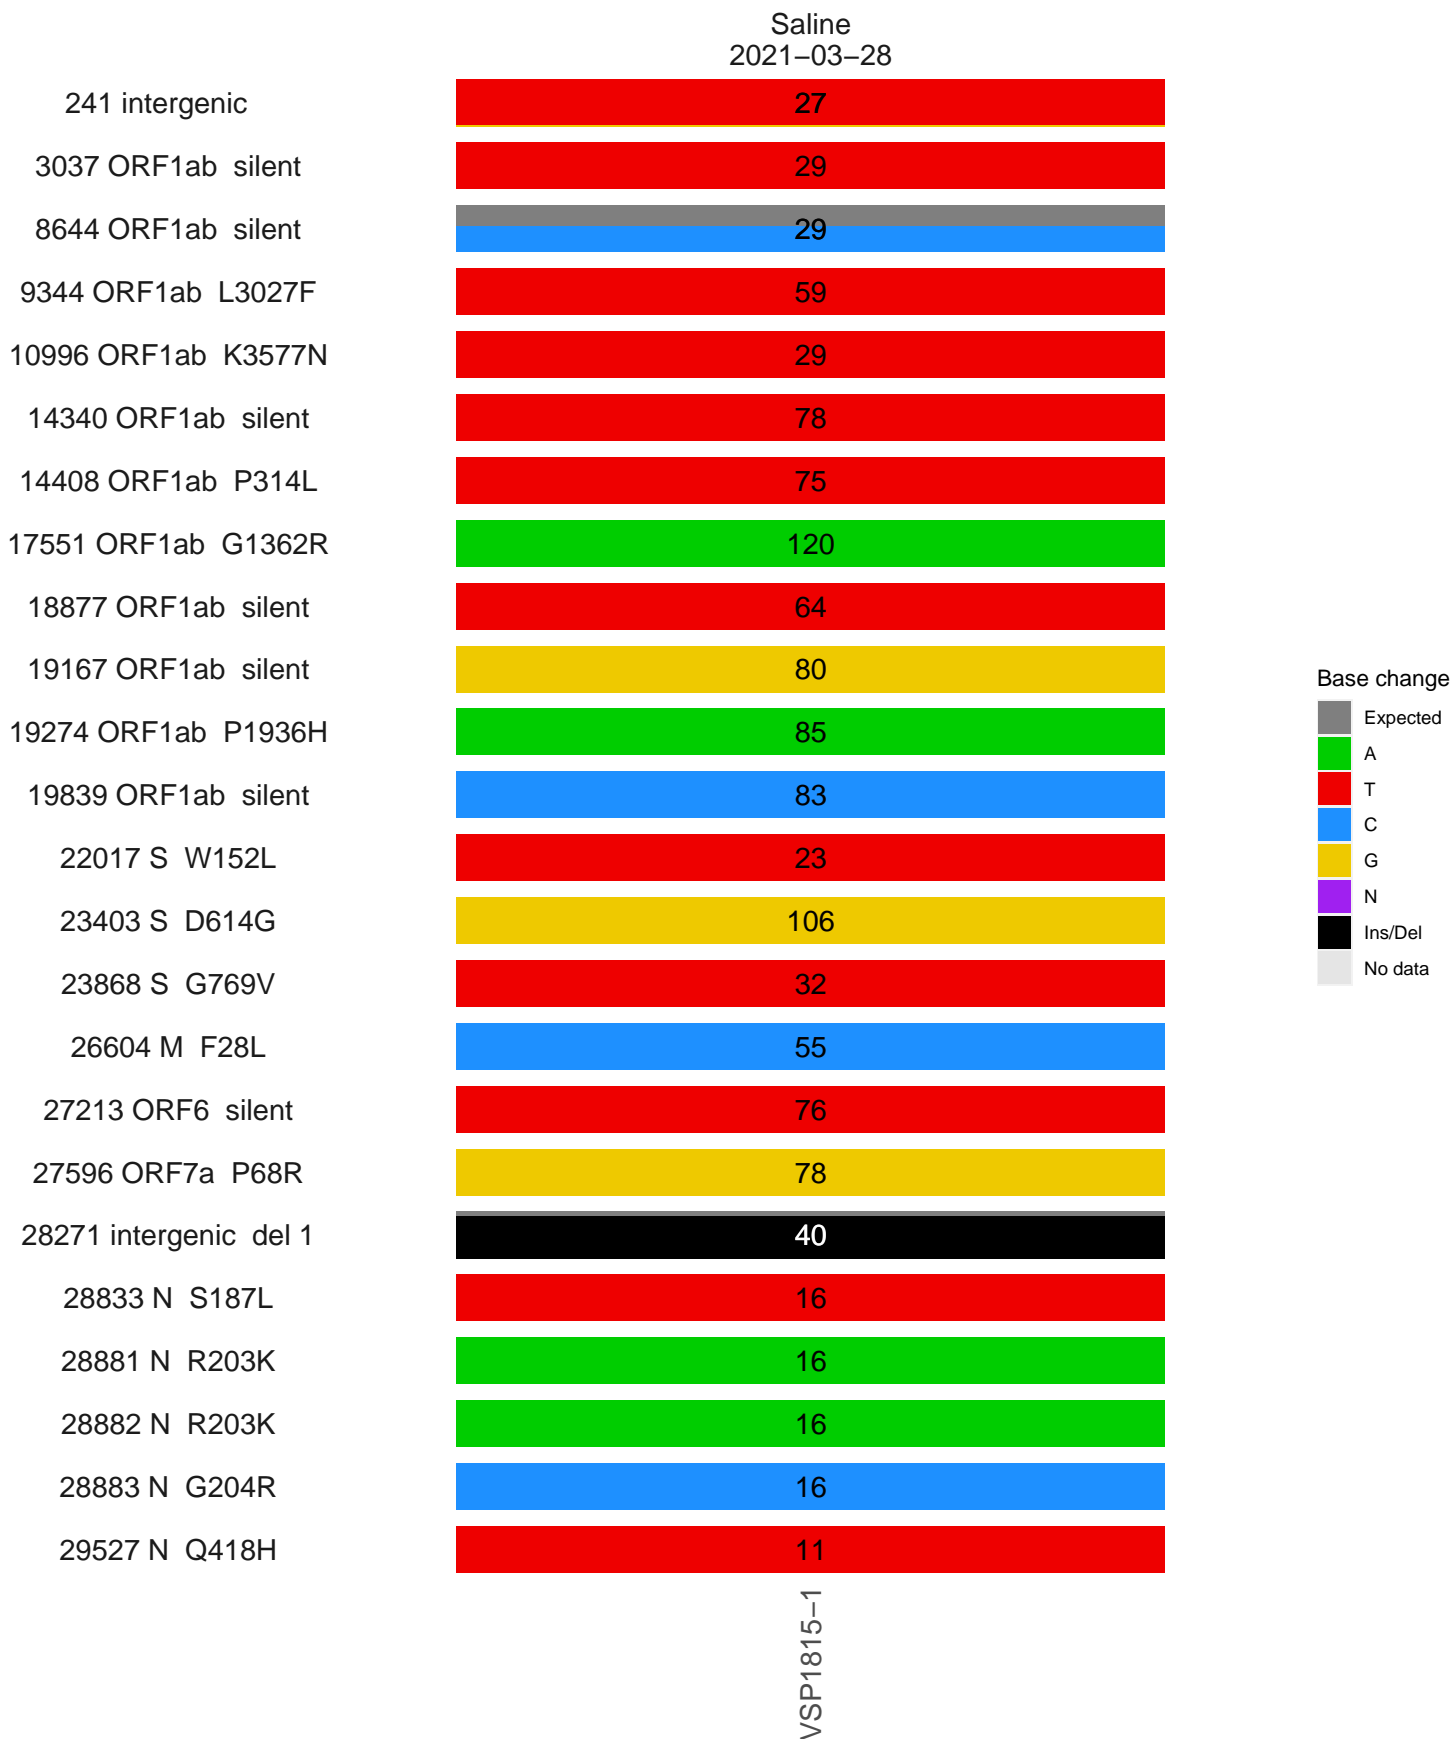 Saline
2021−03−28
241 intergenic 27
3037 ORF1ab silent 29
8644 ORF1ab silent 29
9344 ORF1ab L3027F 59
10996 ORF1ab K3577N 29
14340 ORF1ab silent 78
14408 ORF1ab P314L 75
17551 ORF1ab G1362R 120
18877 ORF1ab silent 64
19167 ORF1ab silent 80
19274 ORF1ab P1936H 85
19839 ORF1ab silent 83
22017 S W152L 23
23403 S D614G 106
23868 S G769V 32
26604 M F28L 55
27213 ORF6 silent 76
27596 ORF7a P68R 78
28271 intergenic del 1 40
28833 N S187L 16
28881 N R203K 16
28882 N R203K 16
28883 N G204R 16
29527 N Q418H 11
VSP1815−1
Base change
Expected
A
T
C
G
N
Ins/Del
No data